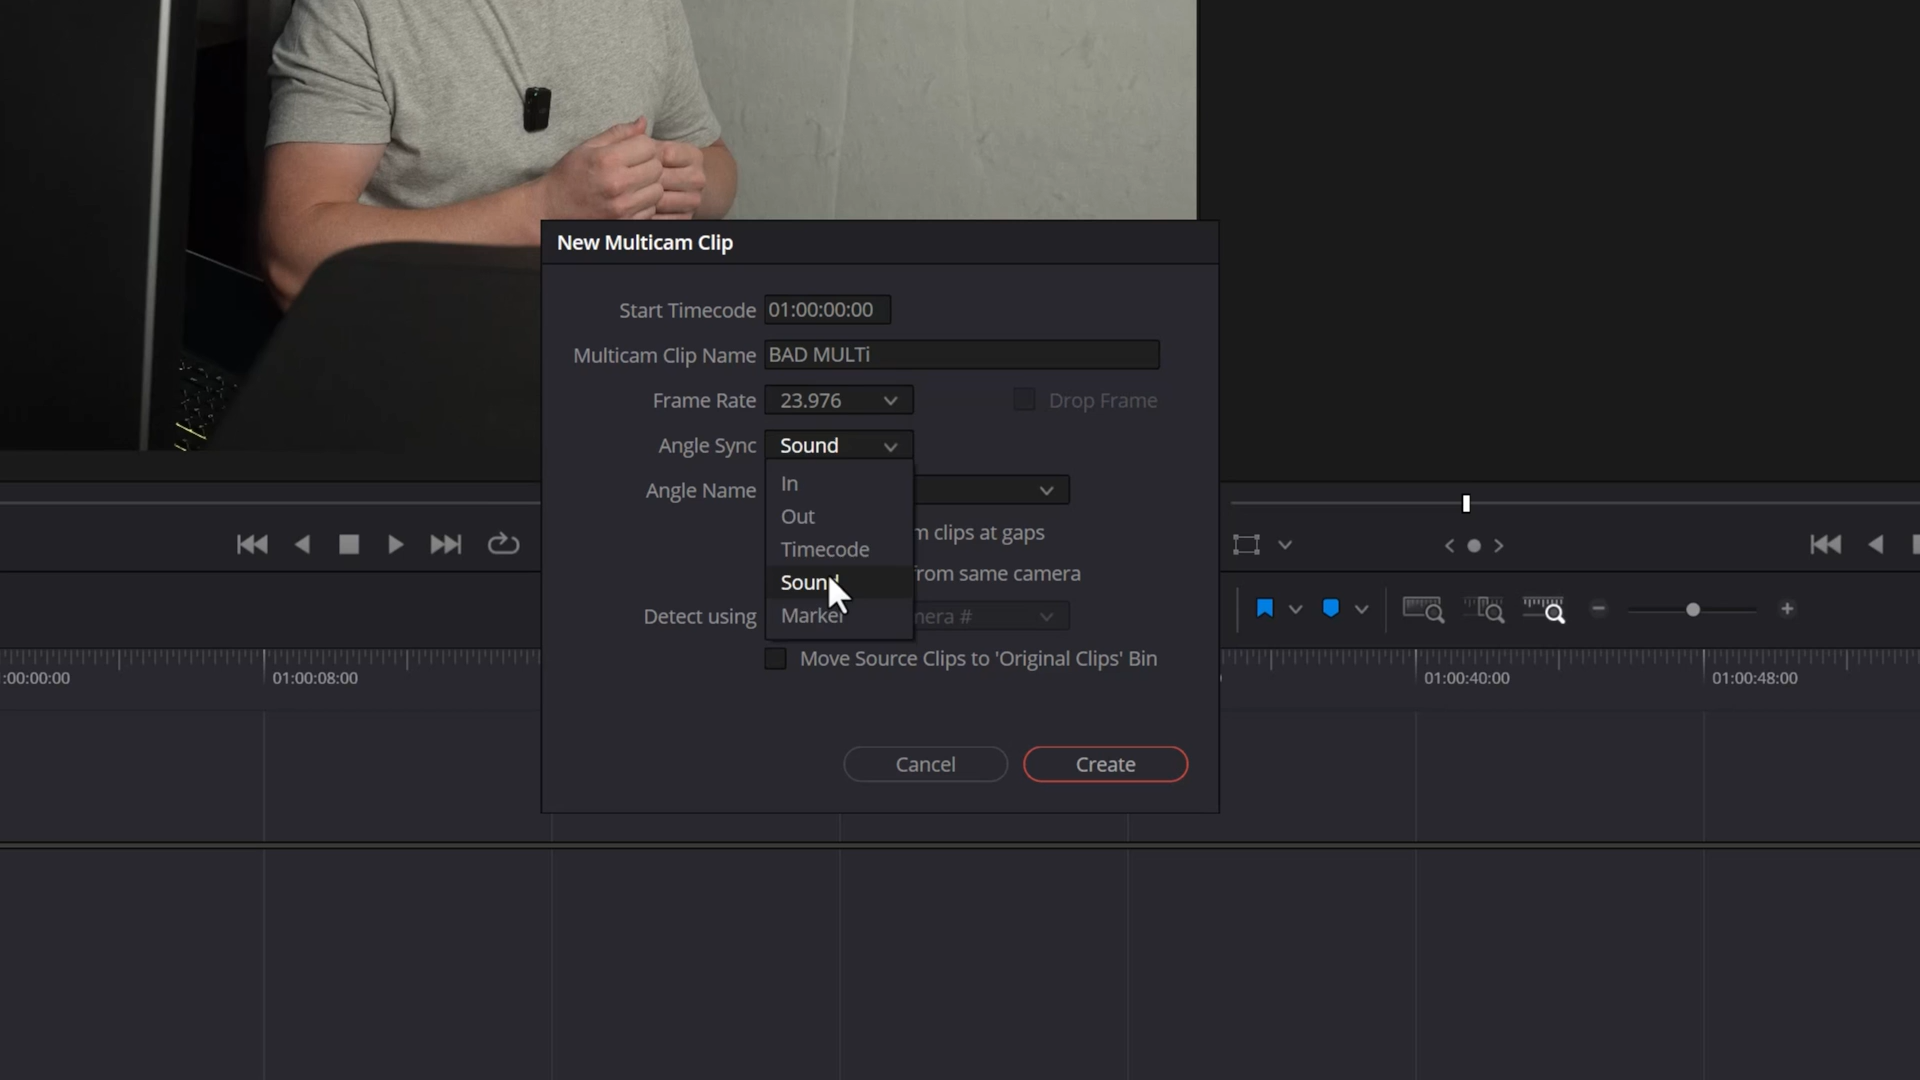 New Multicam Clip
Start Timecode 01:00:00:00
Multicam Clip Name BAD MULTi
Frame Rate 23.976 Drop Frame
Angle Sync Sound
In
Angle Name
Out
clips at gaps
Timecode
Sound
from same camera
Marker
Detect using #
Move Source Clips to 'Original Clips' Bin
:00:00:00 01:00:08:00 01:00:40:00 01:00:48:00
Cancel Create